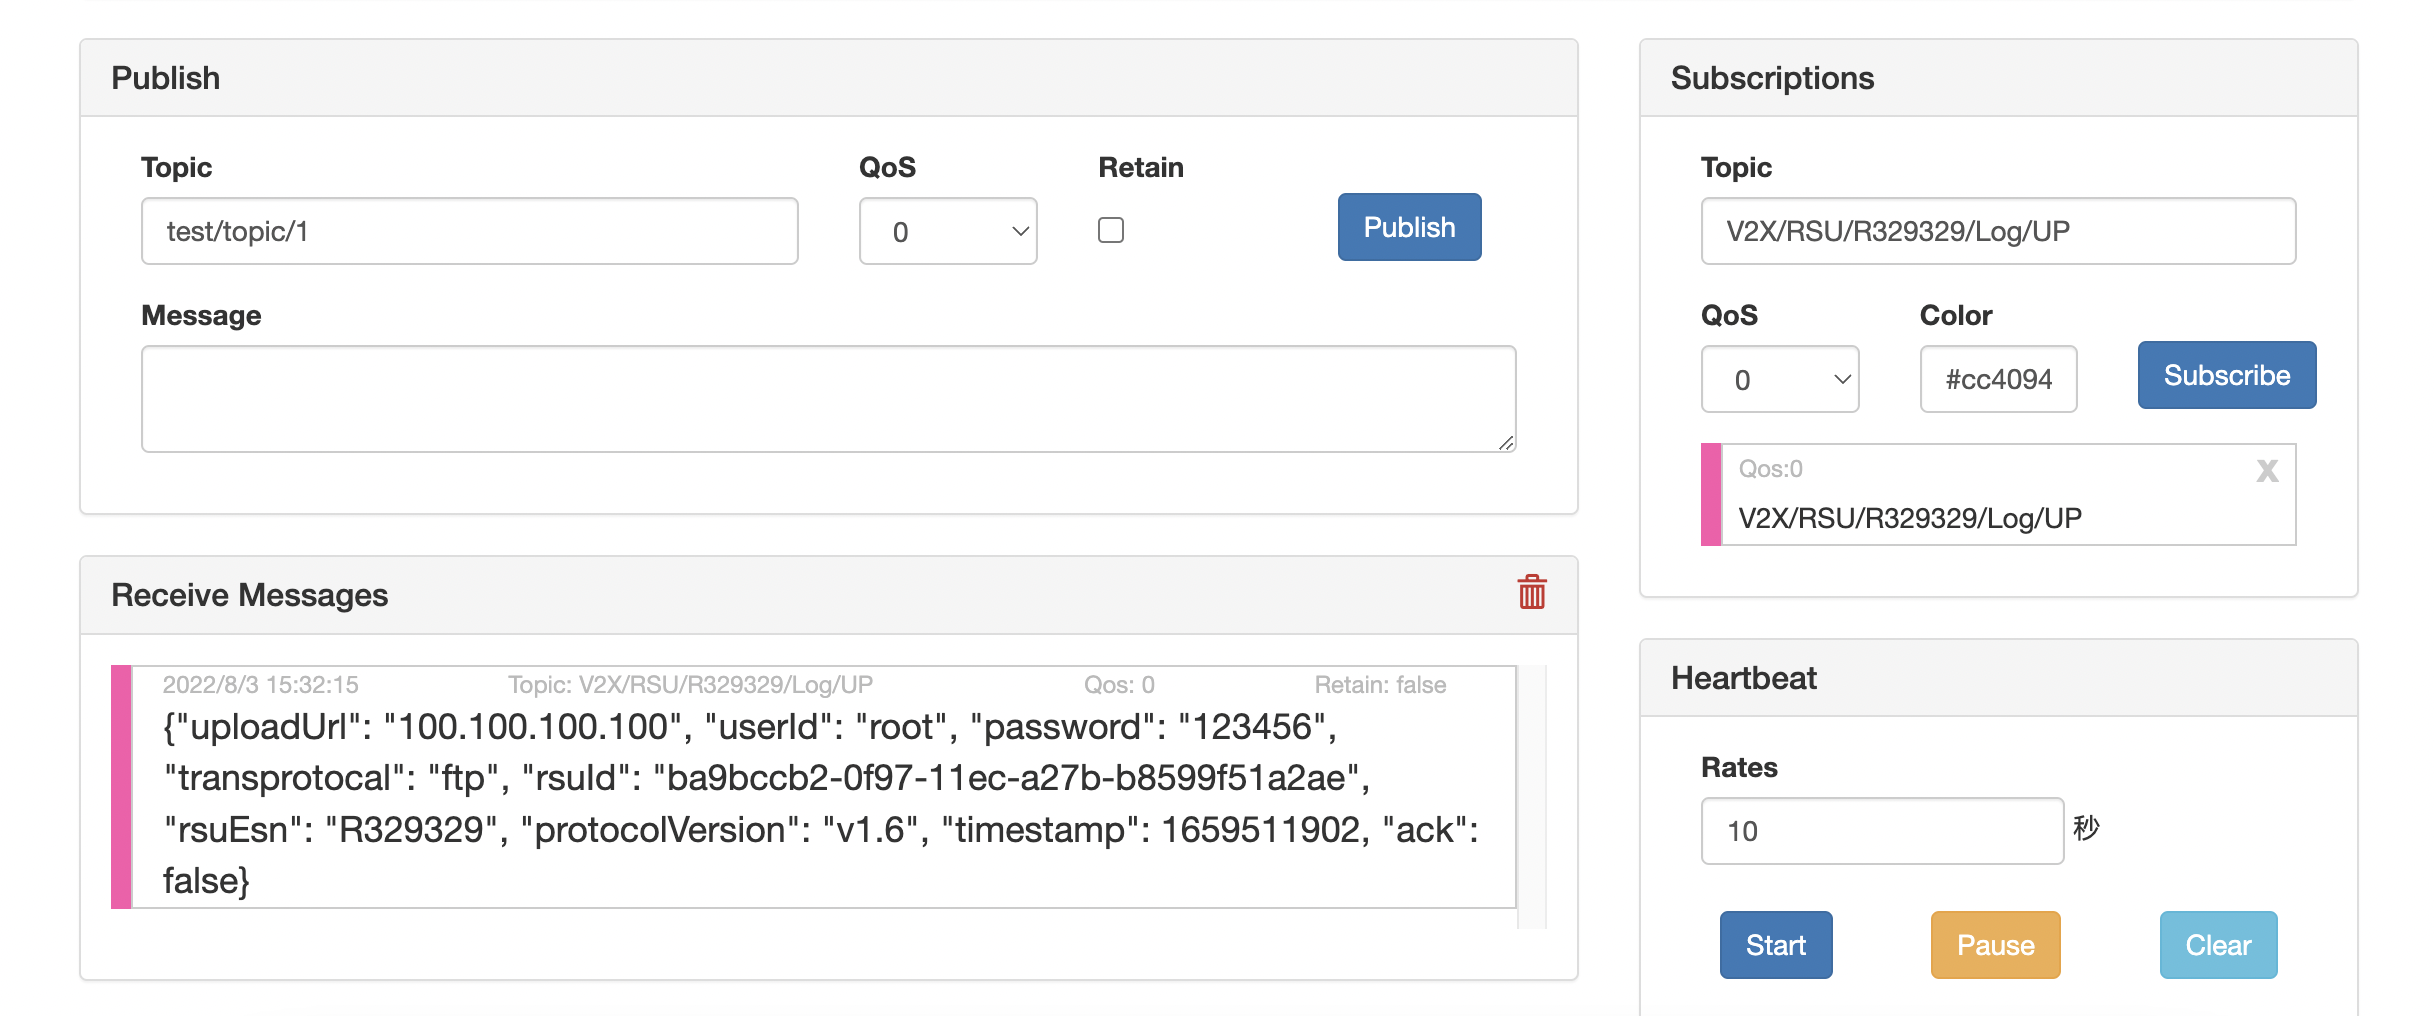 Publish
Topic
QoS
Retain
test/topic/1
0
Publish
Message
Receive Messages
2022/8/3 15:32:15 Topic: V2X/RSU/R329329/Log/UP Qos: 0 Retain: false
{"uploadUrl": "100.100.100.100", "userId": "root", "password": "123456",
"transprotocal": "ftp", "rsuId": "ba9bccb2-0f97-11ec-a27b-b8599f51a2ae",
"rsuEsn": "R329329", "protocolVersion": "v1.6", "timestamp": 1659511902, "ack":
false}
Subscriptions
Topic
V2X/RSU/R329329/Log/UP
QoS
Color
0
#cc4094
Subscribe
Qos:0
x
V2X/RSU/R329329/Log/UP
Heartbeat
Rates
10 秒
Start
Pause
Clear